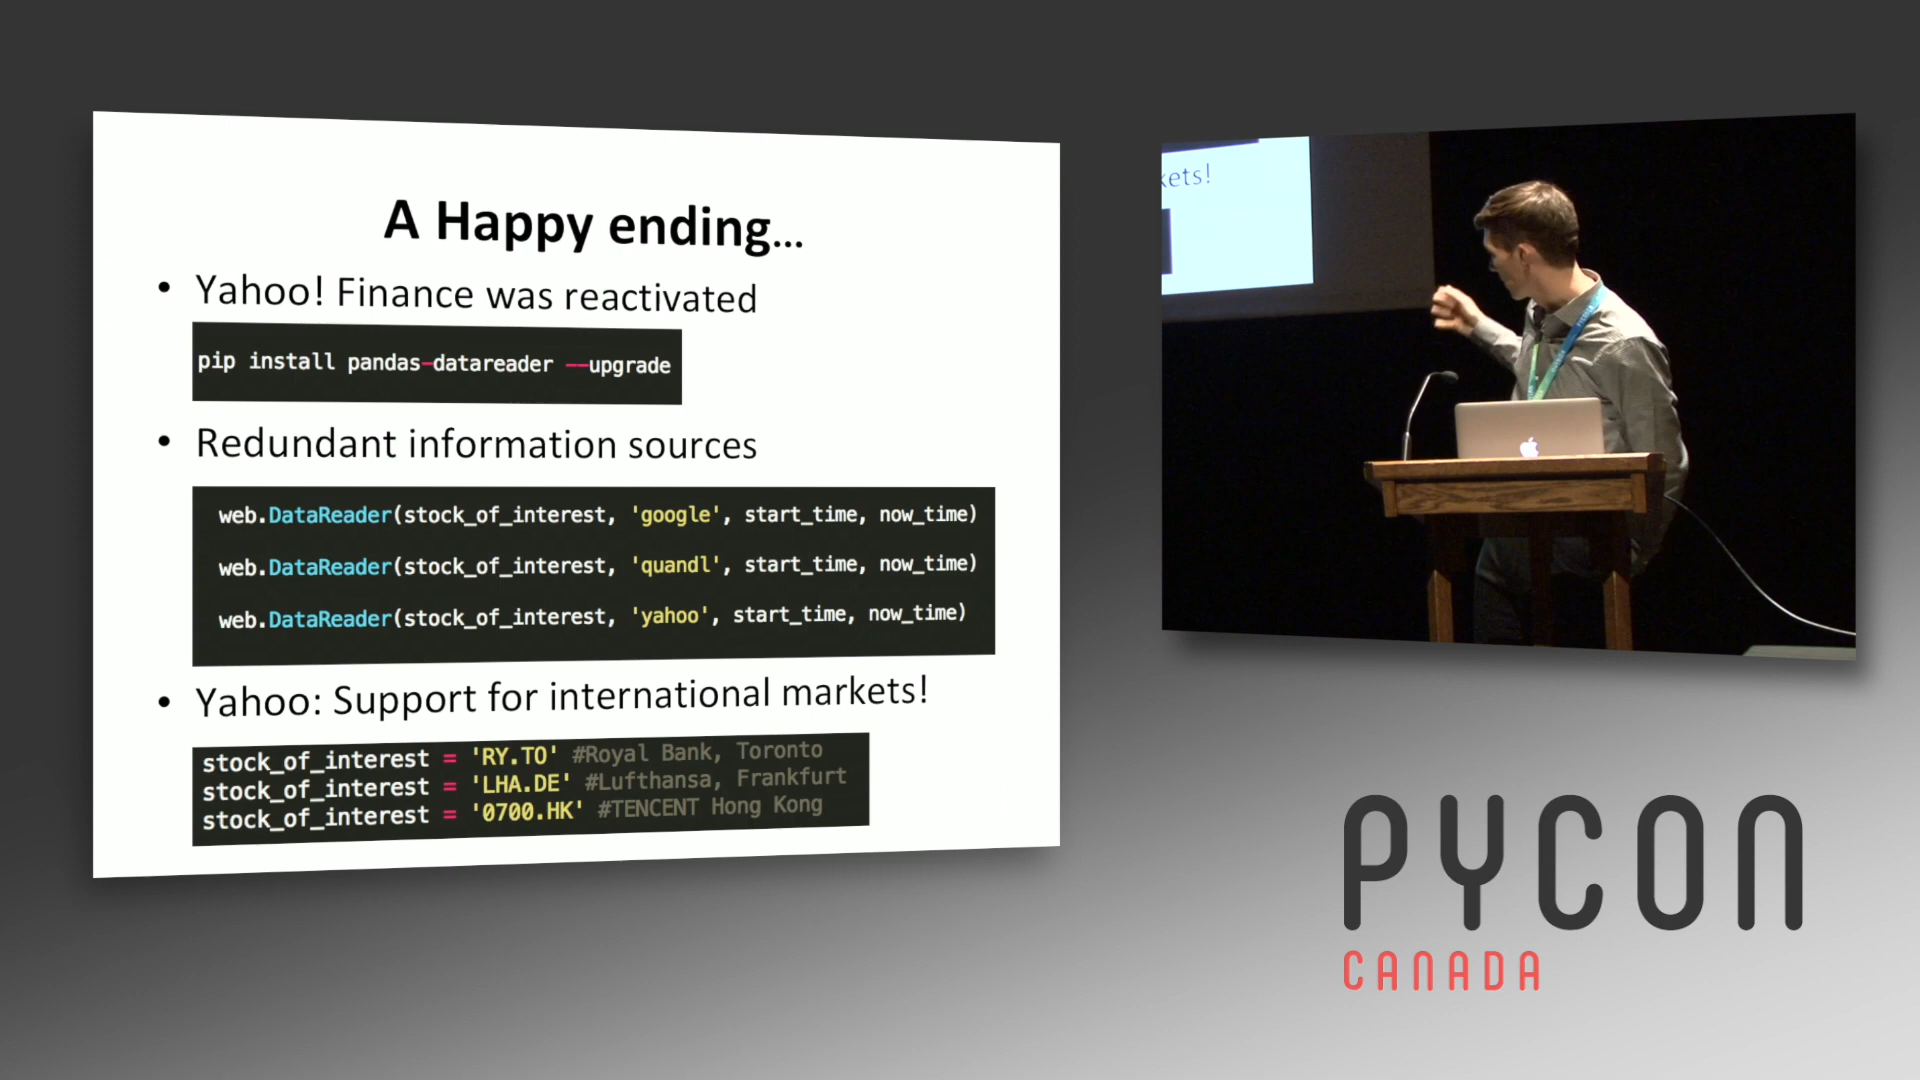 A Happy ending...
• Yahoo! Finance was reactivated
pip install pandas-datareader --upgrade
• Redundant information sources
web.DataReader(stock_of_interest, 'google', start_time, now_time)
web.DataReader(stock_of_interest, 'quandl', start_time, now_time)
web.DataReader(stock_of_interest, 'yahoo', start_time, now_time)
• Yahoo: Support for international markets!
stock_of_interest = 'RY.TO' #Royal Bank, Toronto
stock_of_interest = 'LHA.DE' #Lufthansa, Frankfurt
stock_of_interest = '0700.HK' #TENCENT Hong Kong
kets!
PYCON
CANADA